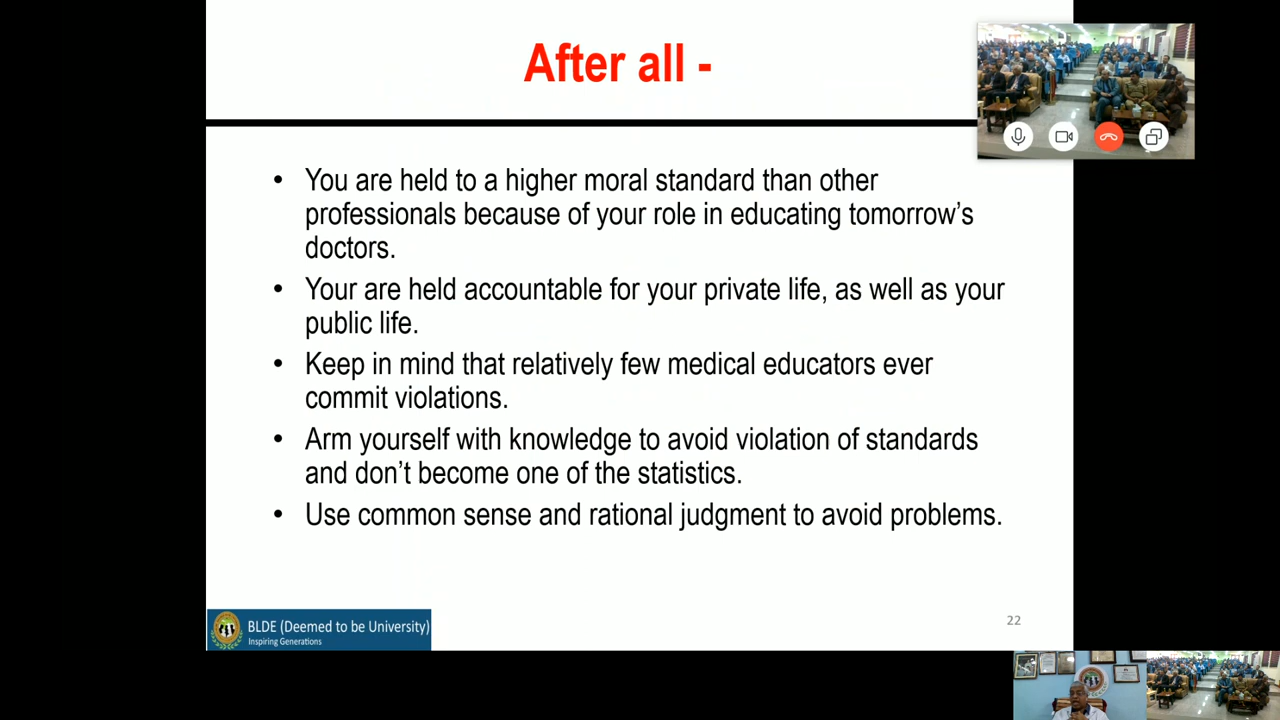 After all -
• You are held to a higher moral standard than other
professionals because of your role in educating tomorrow’s
doctors.
• Your are held accountable for your private life, as well as your
public life.
• Keep in mind that relatively few medical educators ever
commit violations.
• Arm yourself with knowledge to avoid violation of standards
and don’t become one of the statistics.
• Use common sense and rational judgment to avoid problems.
BLDE (Deemed to be University)
Inspiring Generations
22